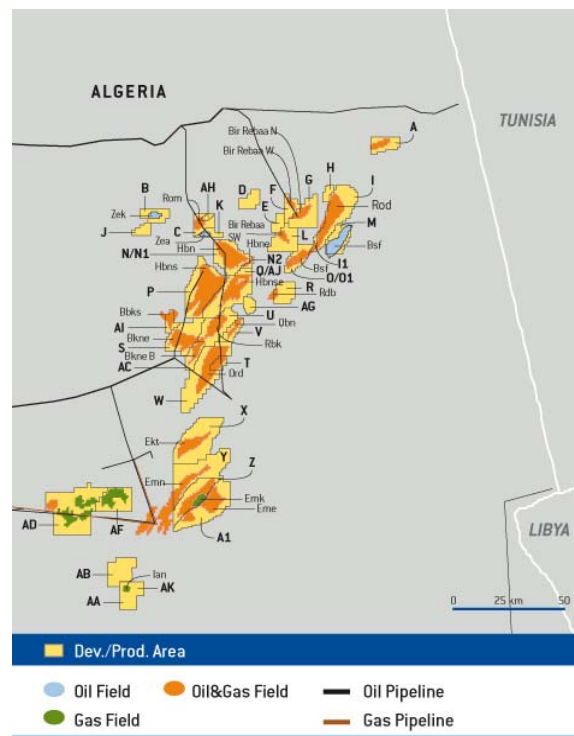 ALGERIA
TUNISIA
A
Bir Rebaa N
Bir Rebaa W
H
G
I
AH
D
F
B
Rom
K
E
Rod
Zek
M
Bir Rebaa
L
J
C
SW
Zea
Hbne
Bsf
Hbn
N/N1
N2
I1
Bsf
Q/AJ
O/O1
Hbns
Hbnse
R
P
Rdb
AG
Bbks
U
Qbn
AI
V
Bkne
S
Rbk
Bkne B
T
AC
Ord
W
X
Ekt
Y
Z
Emn
Emk
Eme
AD
AF
A1
LIBYA
AB
Ian
AK
AA
0 25 km 50
Dev./Prod. Area
Oil Field
Oil&Gas Field
Oil Pipeline
Gas Field
Gas Pipeline